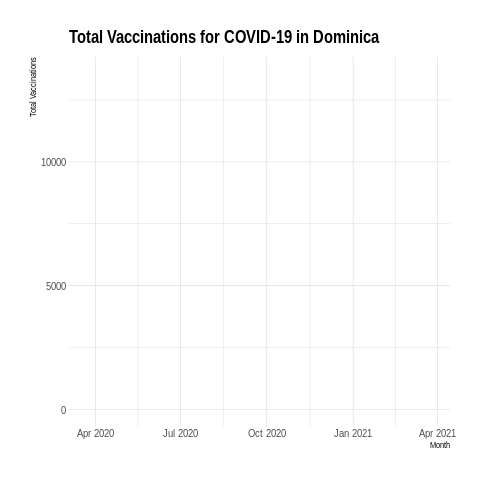 Total Vaccinations for COVID-19 in Dominica
Total Vaccinations
10000
5000
0
Apr 2020 Jul 2020 Oct 2020 Jan 2021 Apr 2021
Month